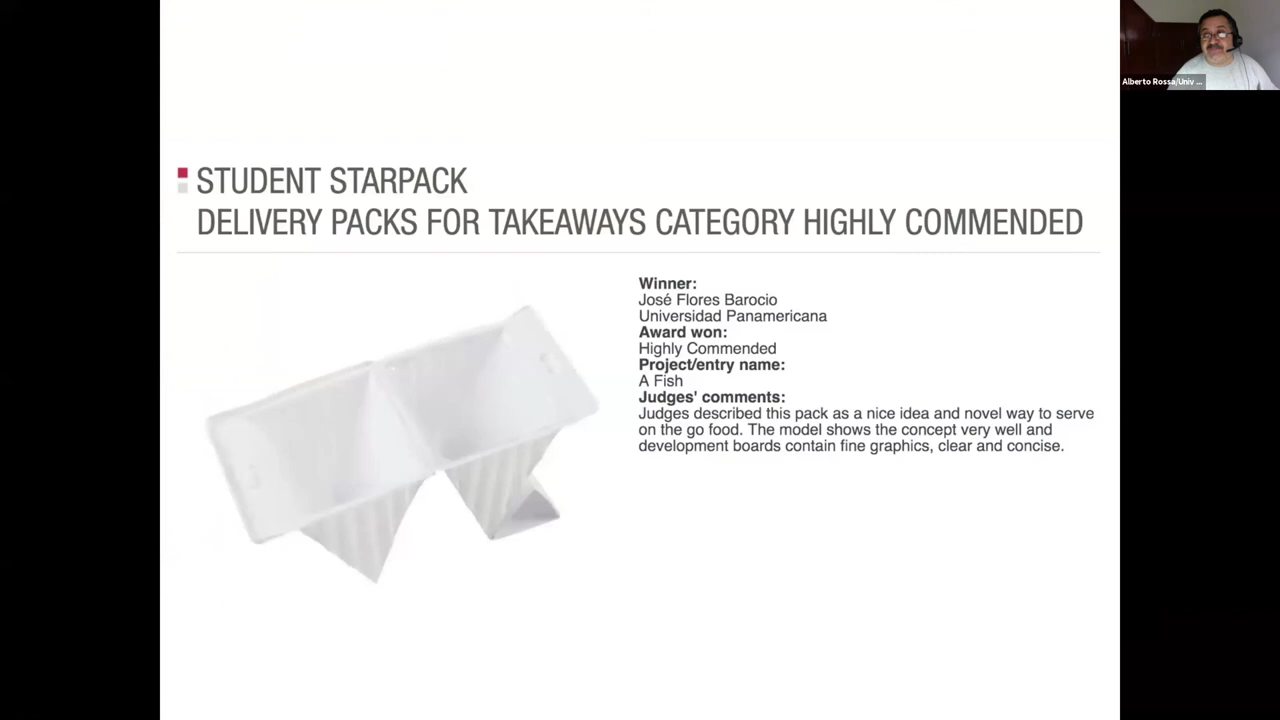 STUDENT STARPACK
DELIVERY PACKS FOR TAKEAWAYS CATEGORY HIGHLY COMMENDED
Winner:
José Flores Barocio
Universidad Panamericana
Award won:
Highly Commended
Project/entry name:
A Fish
Judges' comments:
Judges described this pack as a nice idea and novel way to serve
on the go food. The model shows the concept very well and
development boards contain fine graphics, clear and concise.
Alberto Rossa/Univ ...